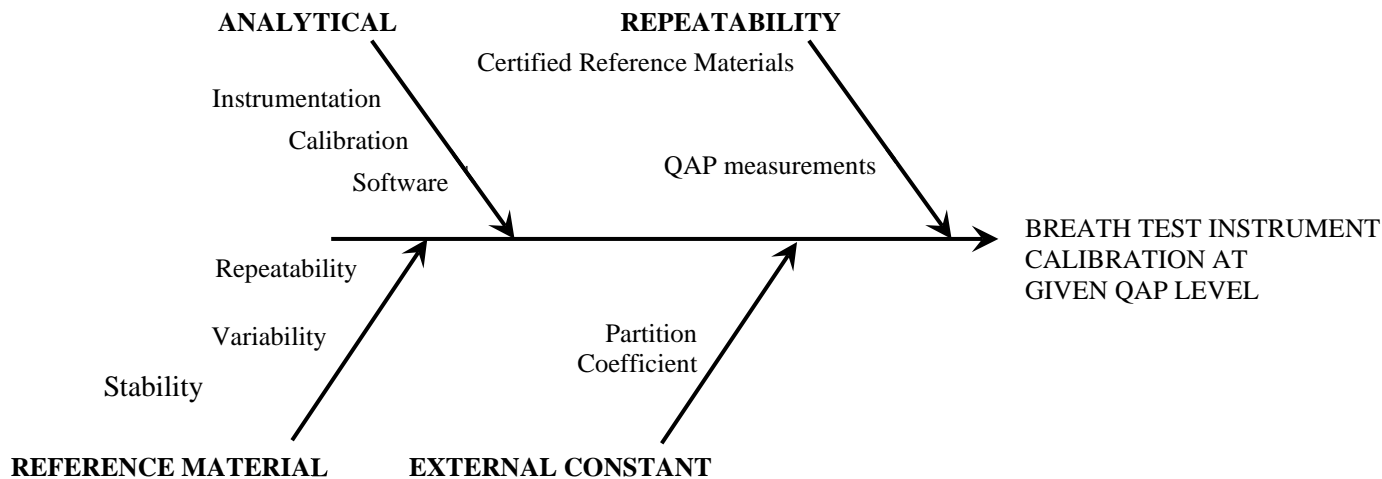 ANALYTICAL
REPEATABILITY
Certified Reference Materials
Instrumentation
Calibration
QAP measurements
Software
BREATH TEST INSTRUMENT
CALIBRATION AT
GIVEN QAP LEVEL
Repeatability
Variability
Partition
Coefficient
Stability
REFERENCE MATERIAL
EXTERNAL CONSTANT